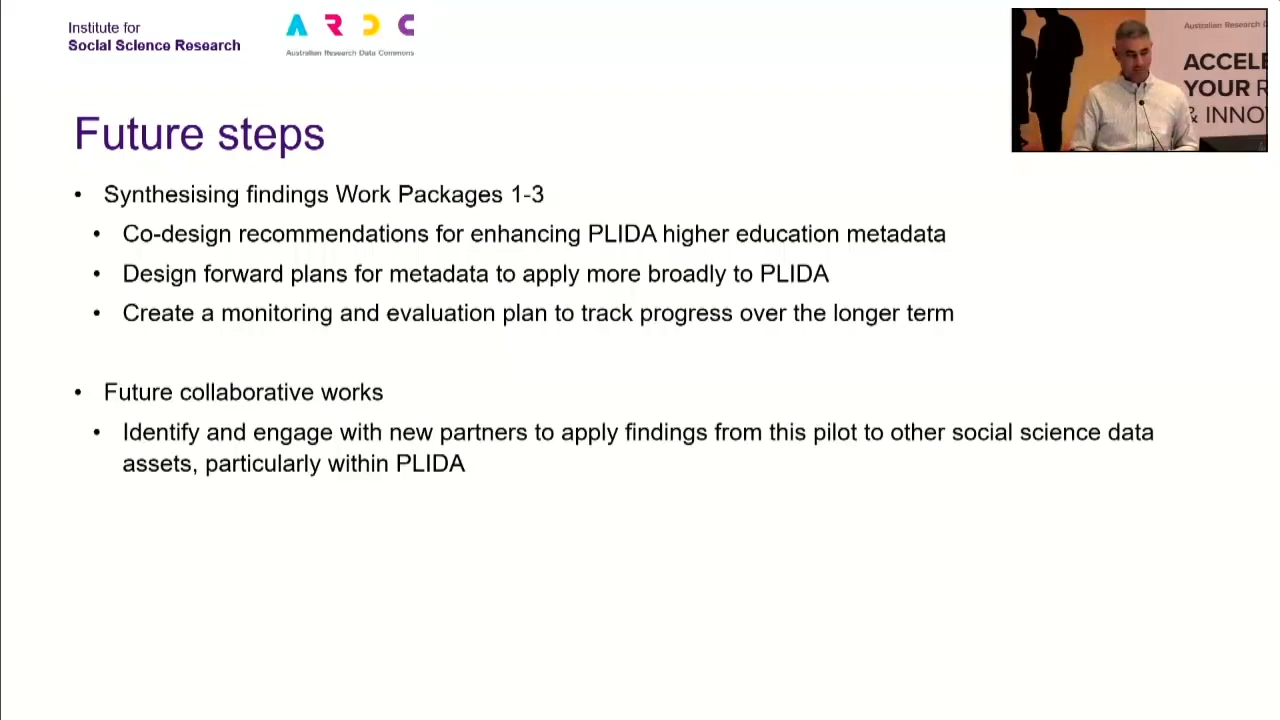 Institute for
Social Science Research
ARDC
Australian Research Data Commons
Australian Research D
ACCELE
YOUR R
& INNO
Future steps
• Synthesising findings Work Packages 1-3
• Co-design recommendations for enhancing PLIDA higher education metadata
• Design forward plans for metadata to apply more broadly to PLIDA
• Create a monitoring and evaluation plan to track progress over the longer term
• Future collaborative works
• Identify and engage with new partners to apply findings from this pilot to other social science data
assets, particularly within PLIDA